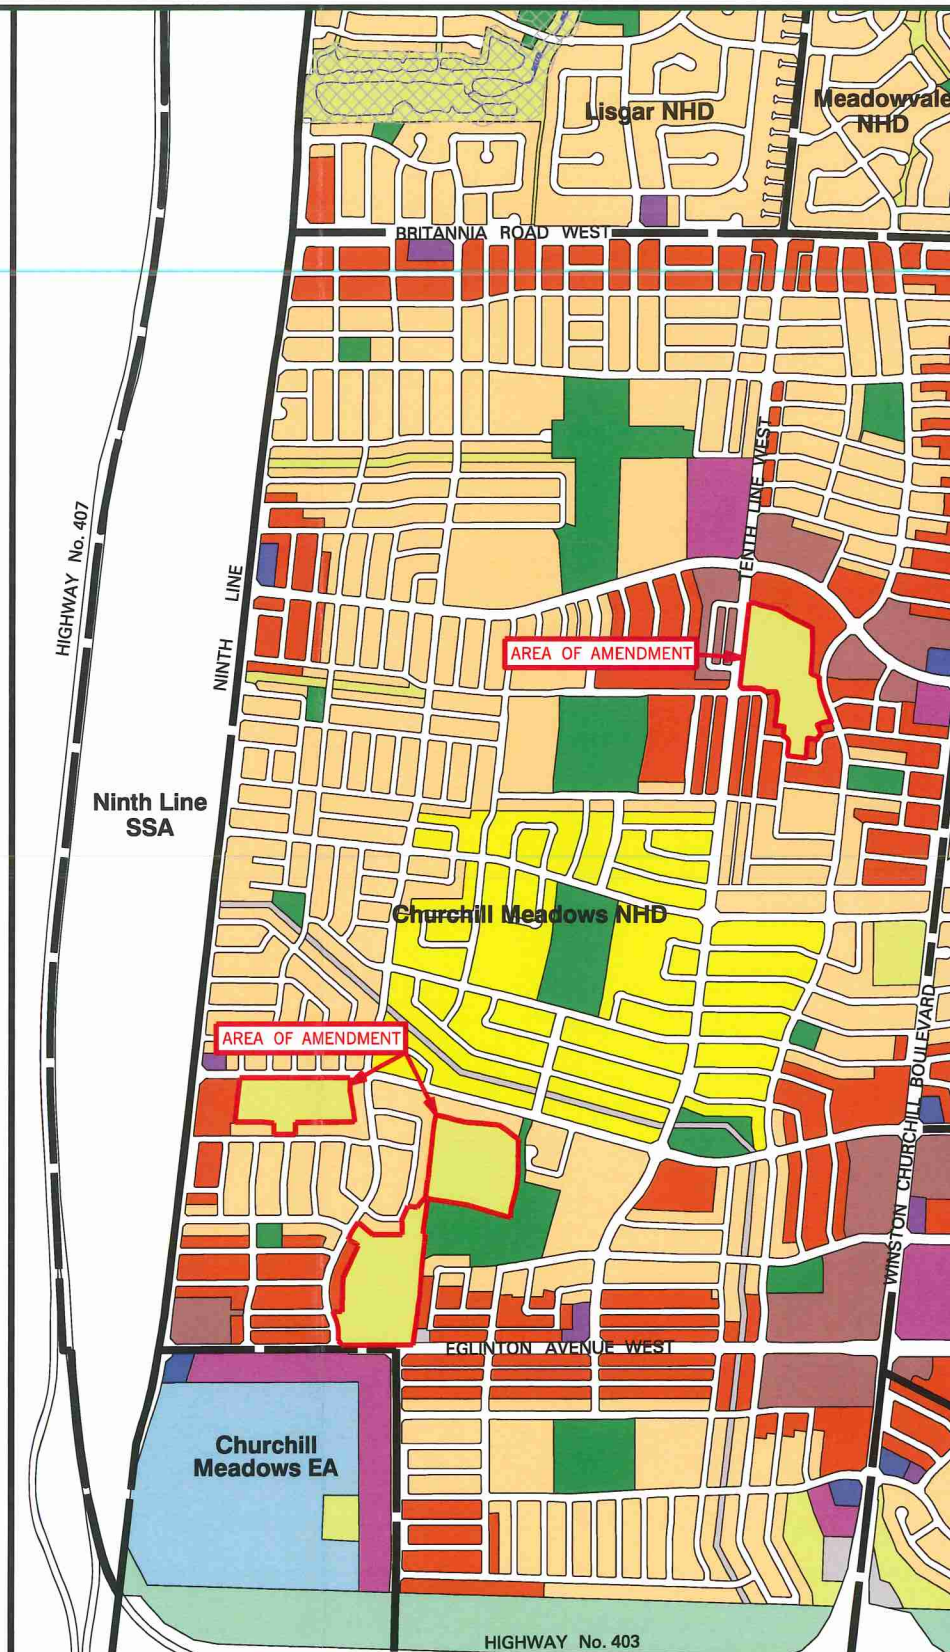 Lisgar NHD
Meadowvale
NHD
BRITANNIA ROAD WEST
TENTH LINE WEST
HIGHWAY No. 407
NINTH LINE
AREA OF AMENDMENT
Ninth Line
SSA
Churchill Meadows NHD
AREA OF AMENDMENT
WINSTON CHURCHILL BOULEVARD
EGLINTON AVENUE WEST
Churchill
Meadows EA
HIGHWAY No. 403